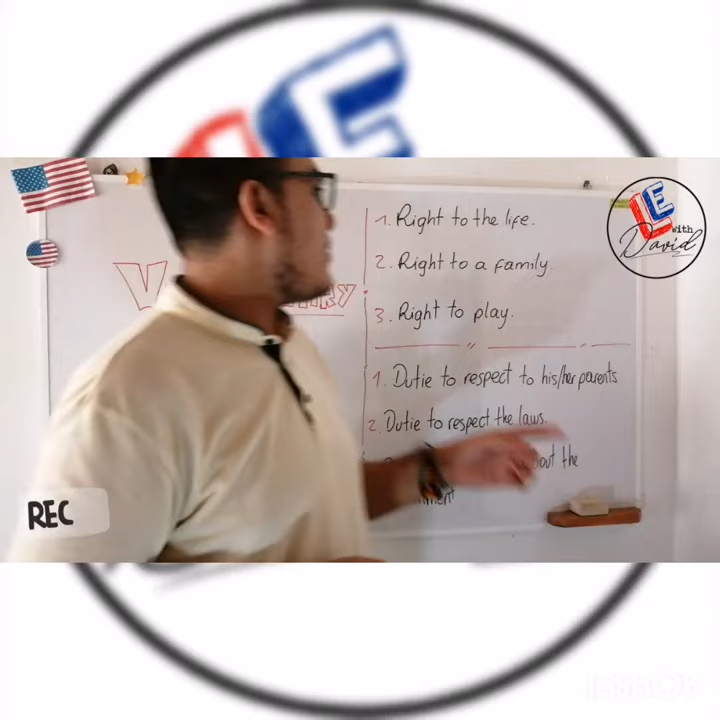 LE
with
David
1. Right to the life.
2. Right to a family.
3. Right to play.
1. Dutie to respect to his/her parents
2. Dutie to respect the laws.
the
REC